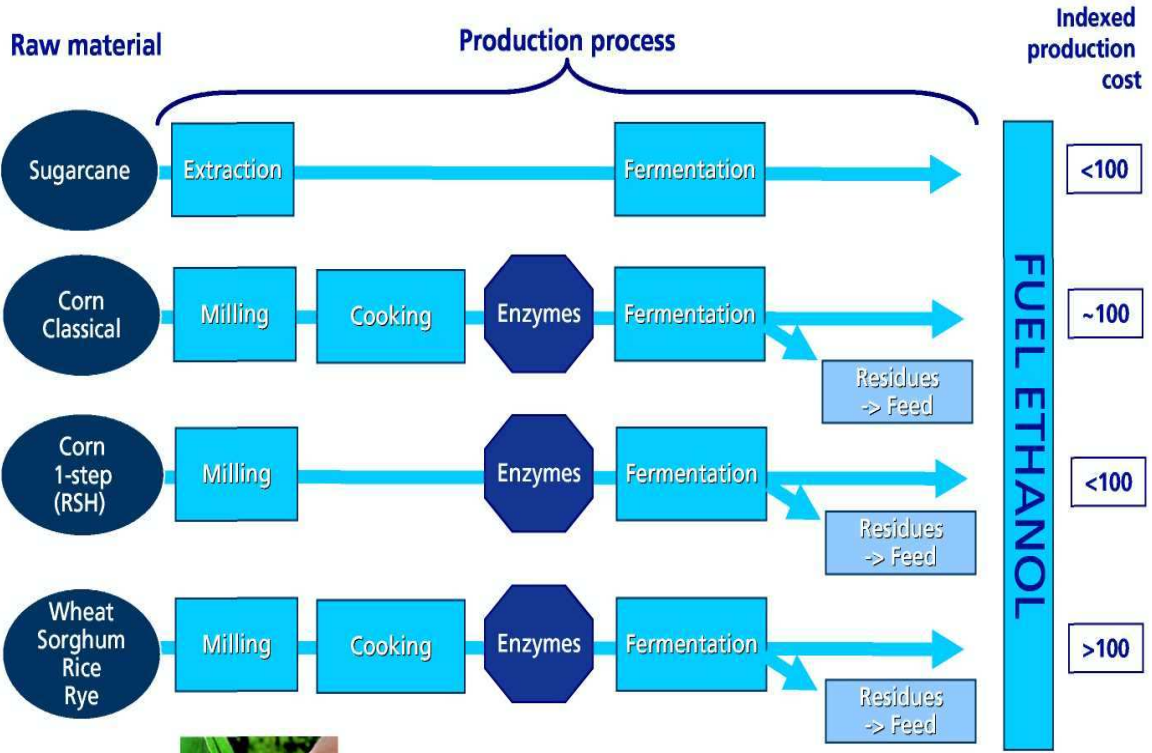 Raw material
Production process
Indexed
production
cost
Sugarcane
Extraction
Fermentation
<100
Corn
Classical
Milling
Cooking
Enzymes
Fermentation
~100
Residues
-> Feed
Corn
1-step
(RSH)
Milling
Enzymes
Fermentation
<100
Residues
-> Feed
Wheat
Sorghum
Rice
Rye
Milling
Cooking
Enzymes
Fermentation
>100
Residues
-> Feed
FUEL ETHANOL